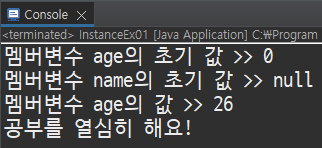 Console
<terminated> InstanceEx01 [Java Application] C:₩Program
멤버변수 age의 초기 값 >> 0
멤버변수 name의 초기 값 >> null
멤버변수 age의 값 >> 26
공부를 열심히 해요!